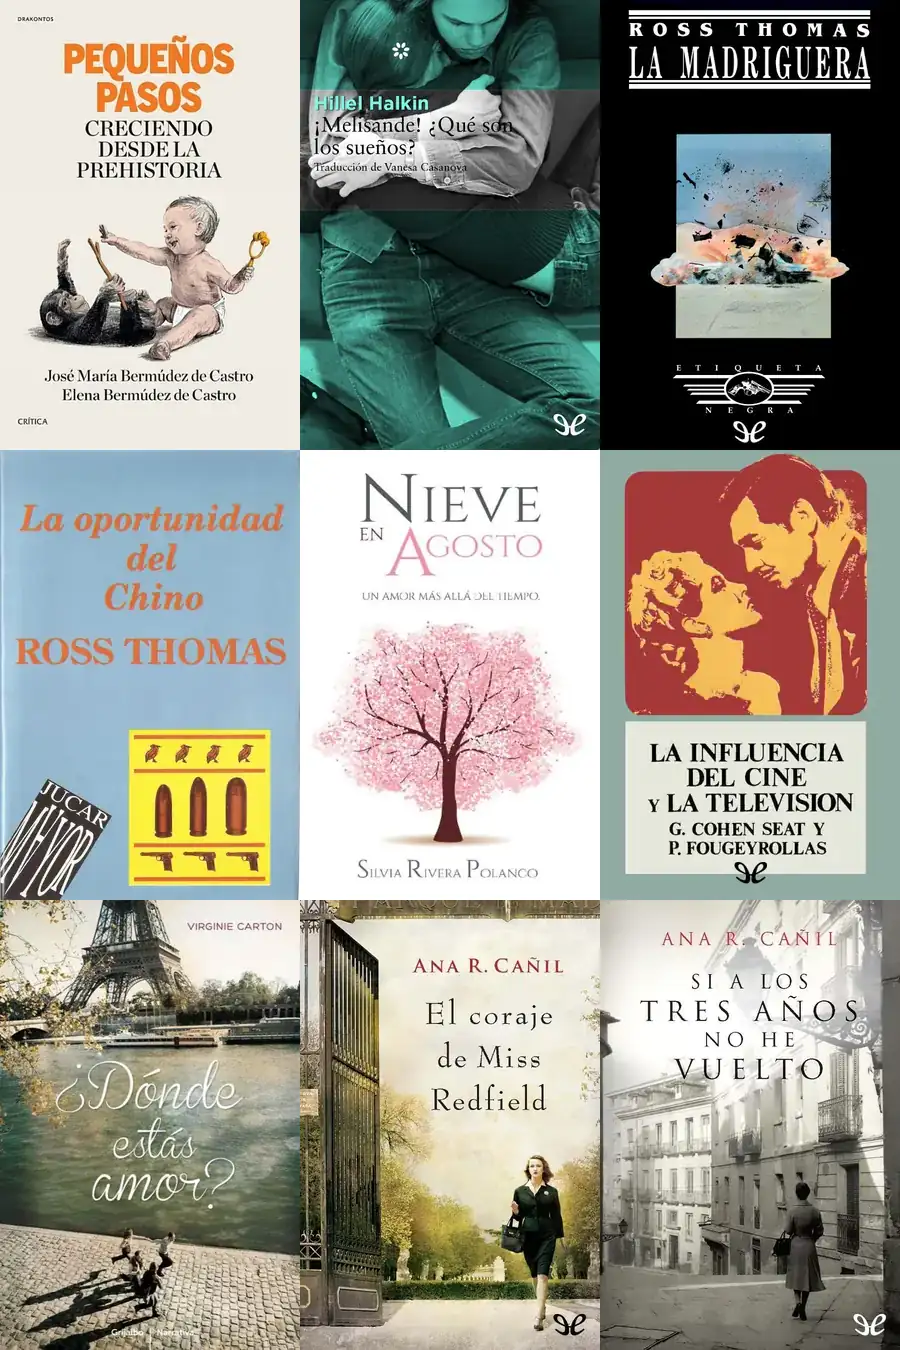 DRAKONTOS
PEQUEÑOS
PASOS
CRECIENDO
DESDE LA
PREHISTORIA
José María Bermúdez de Castro
Elena Bermúdez de Castro
CRÍTICA
Hillel Halkin
¡Melisande! ¿Qué son
los sueños?
Traducción de Vanesa Casanova
ROSS THOMAS
LA MADRIGUERA
ETIQUETA
NEGRA
La oportunidad
del
Chino
ROSS THOMAS
JUCAR
MAYOR
NIEVE
EN
AGOSTO
UN AMOR MÁS ALLÁ DEL TIEMPO.
SILVIA RIVERA POLANCO
LA INFLUENCIA
DEL CINE
Y LA TELEVISION
G. COHEN SEAT Y
P. FOUGEYROLLAS
VIRGINIE CARTON
¿Dónde
estás
amor?
Grijalbo | Narrativa
ANA R. CAÑIL
El coraje
de Miss
Redfield
ANA R. CAÑIL
SI A LOS
TRES AÑOS
NO HE
VUELTO